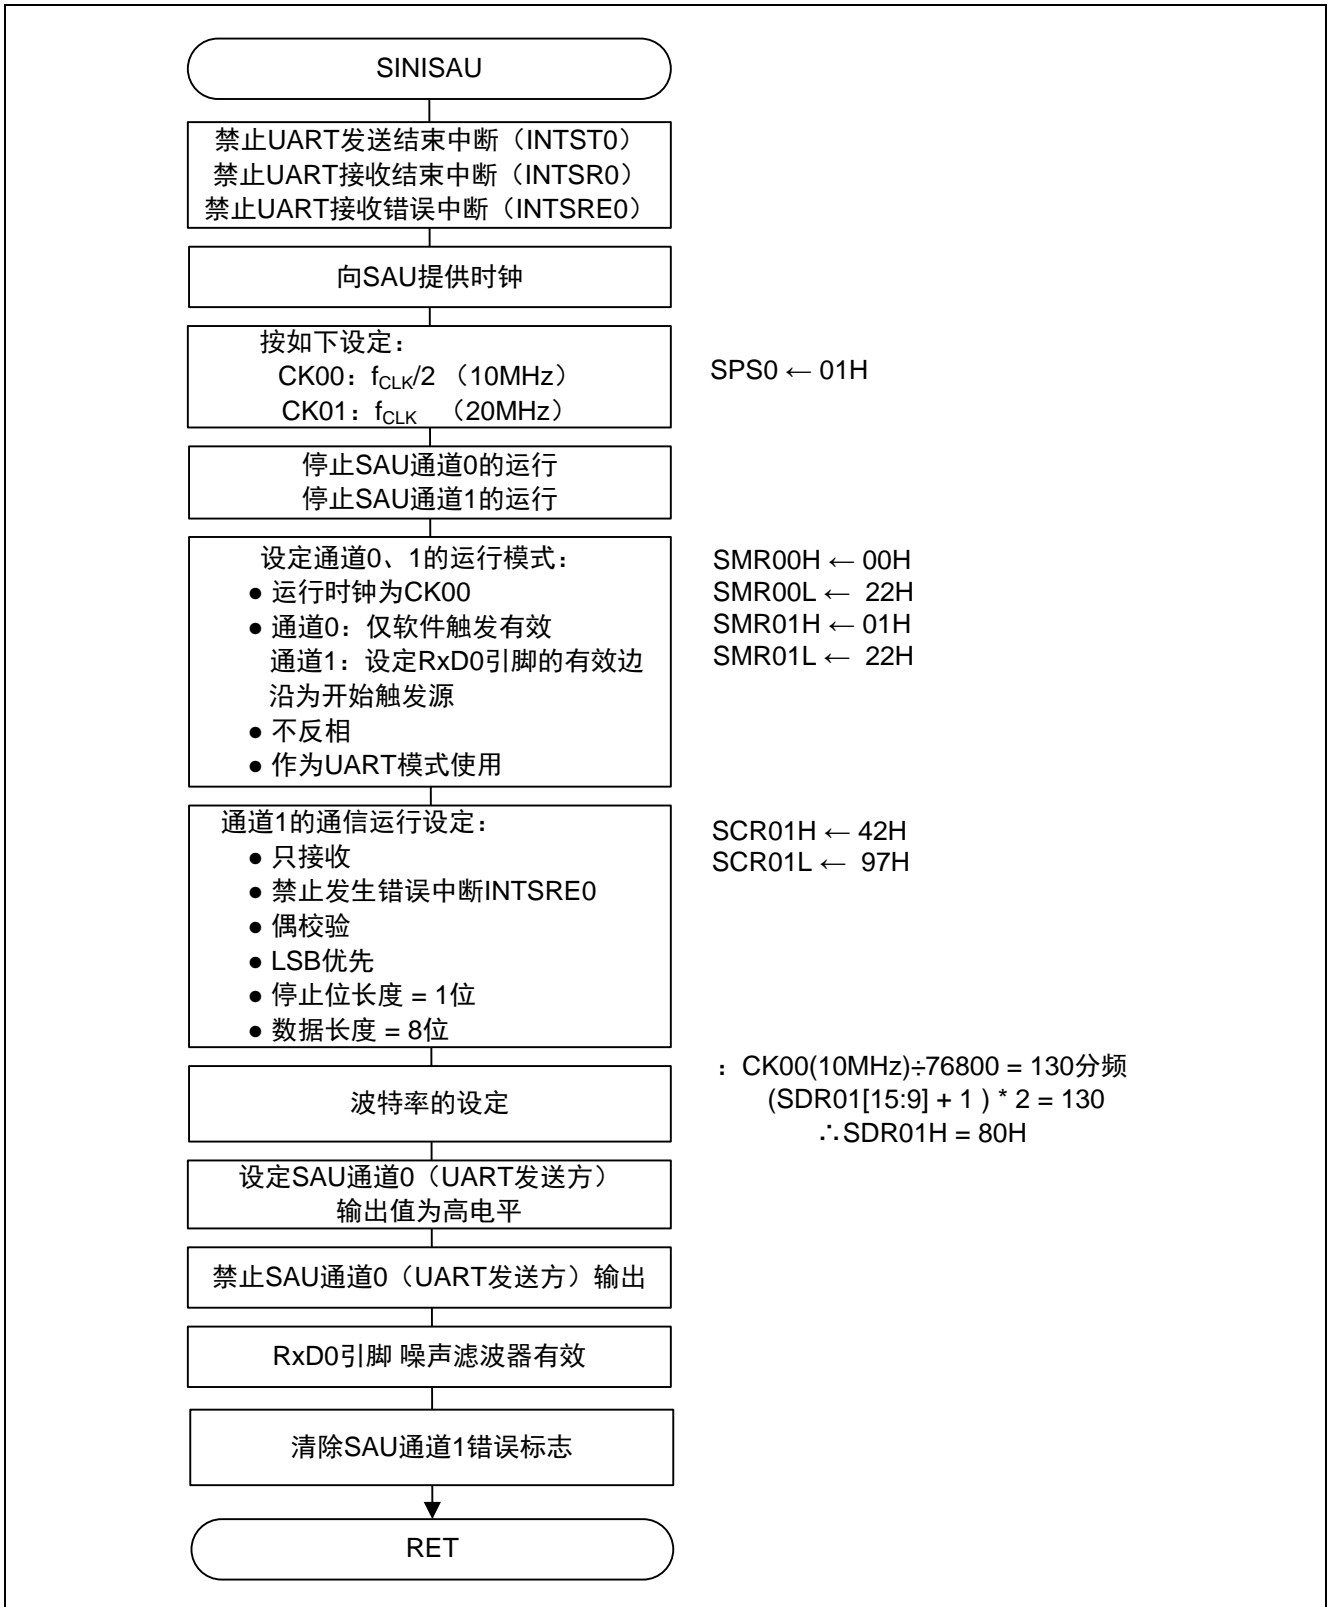 SINISAU
禁止UART发送结束中断（INTST0）
禁止UART接收结束中断（INTSR0）
禁止UART接收错误中断（INTSRE0）
向SAU提供时钟
按如下设定：
CK00：fCLK/2 （10MHz）
CK01：fCLK （20MHz）
SPS0 ← 01H
停止SAU通道0的运行
停止SAU通道1的运行
设定通道0、1的运行模式：
● 运行时钟为CK00
● 通道0：仅软件触发有效
通道1：设定RxD0引脚的有效边
沿为开始触发源
● 不反相
● 作为UART模式使用
SMR00H ← 00H
SMR00L ← 22H
SMR01H ← 01H
SMR01L ← 22H
通道1的通信运行设定：
● 只接收
● 禁止发生错误中断INTSRE0
● 偶校验
● LSB优先
● 停止位长度 = 1位
● 数据长度 = 8位
SCR01H ← 42H
SCR01L ← 97H
波特率的设定
：CK00(10MHz)÷76800 = 130分频
(SDR01[15:9] + 1 ) * 2 = 130
∴SDR01H = 80H
设定SAU通道0（UART发送方）
输出值为高电平
禁止SAU通道0（UART发送方）输出
RxD0引脚 噪声滤波器有效
清除SAU通道1错误标志
RET